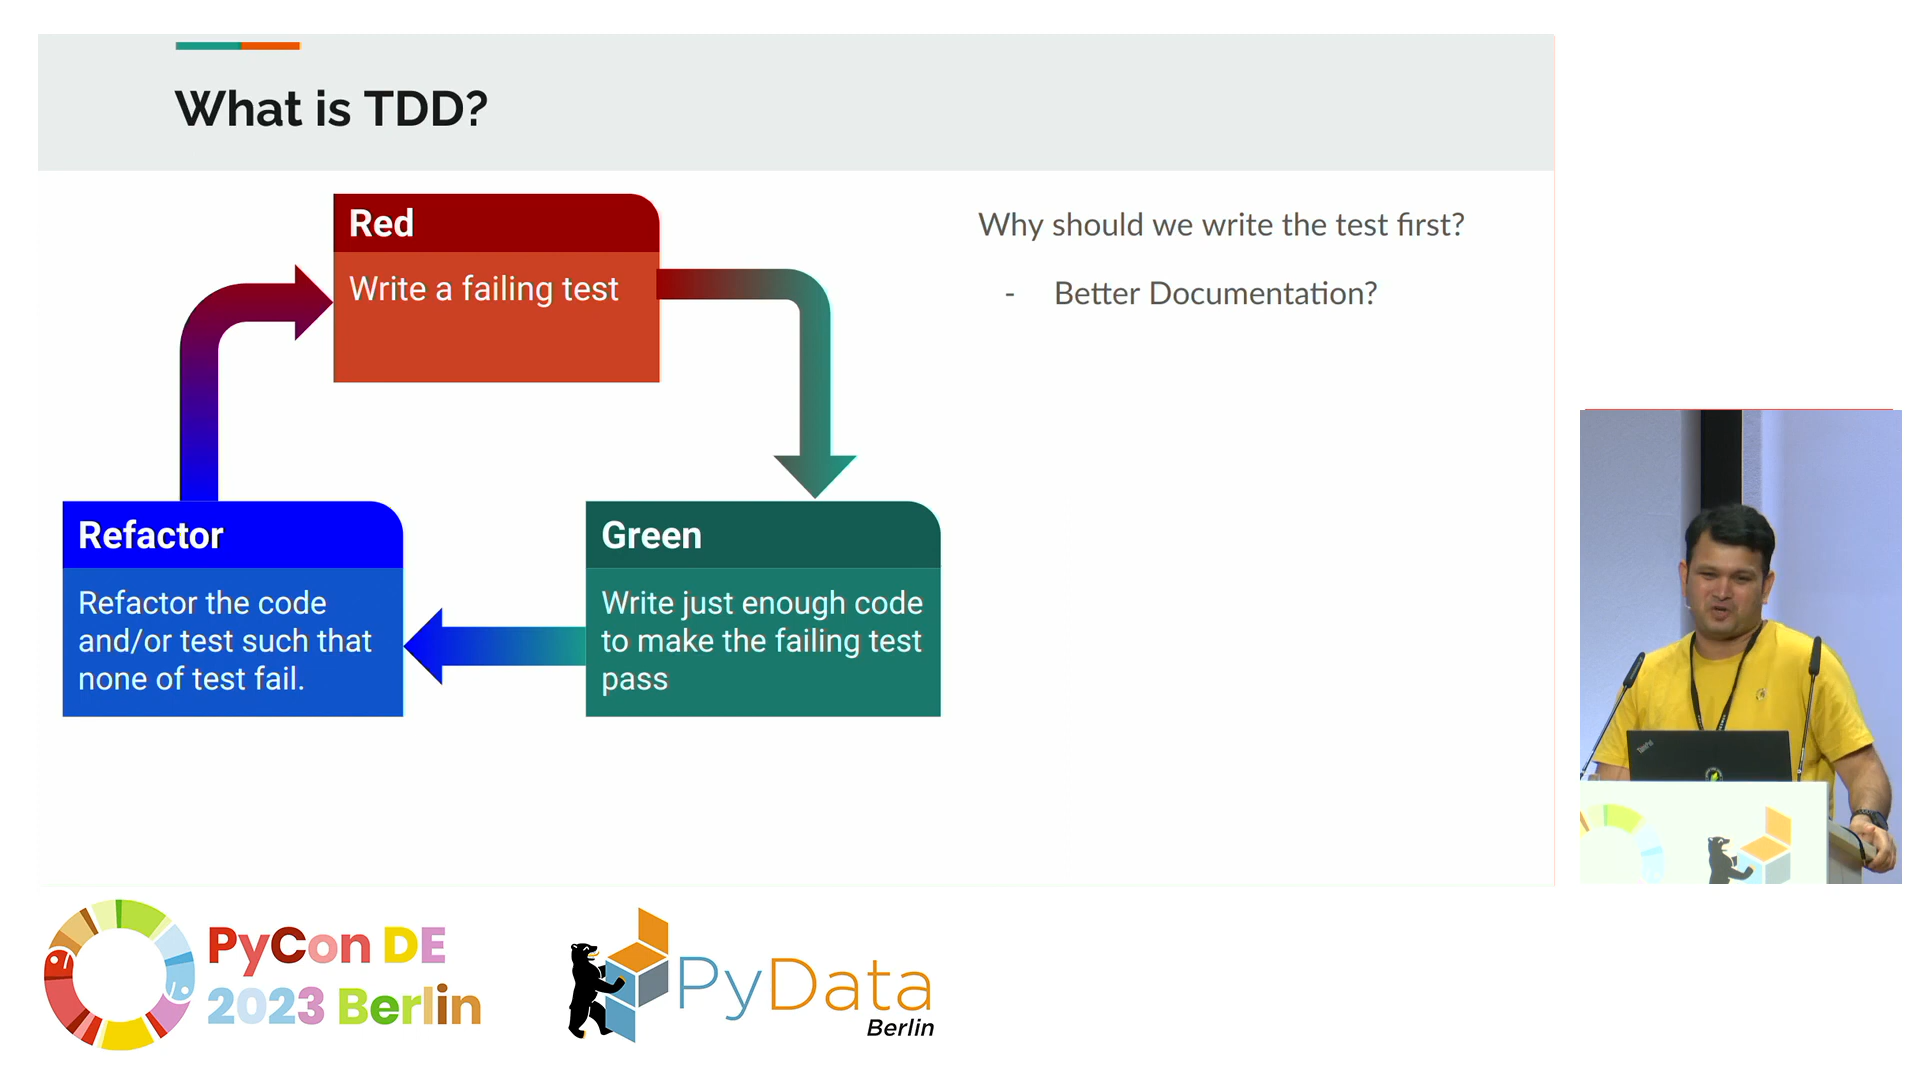 What is TDD?
Red
Write a failing test
Why should we write the test first?
- Better Documentation?
Refactor
Refactor the code
and/or test such that
none of test fail.
Green
Write just enough code
to make the failing test
pass
PyCon DE
2023 Berlin
PyData
Berlin